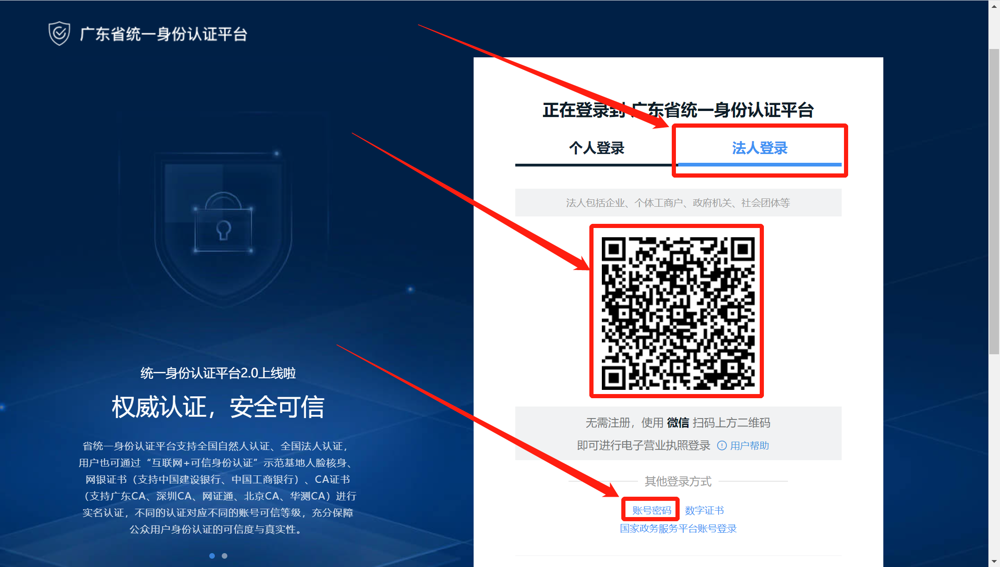 广东省统一身份认证平台
统一身份认证平台2.0上线啦
权威认证，安全可信
省统一身份认证平台支持全国自然人认证、全国法人认证，
用户也可通过“互联网+可信身份认证”示范基地人脸核身、
网银证书（支持中国建设银行、中国工商银行）、CA证书
（支持广东CA、深圳CA、网证通、北京CA、华测CA）进行
实名认证，不同的认证对应不同的账号可信等级，充分保障
公众用户身份认证的可信度与真实性。
正在登录到 广东省统一身份认证平台
个人登录 法人登录
法人包括企业、个体工商户、政府机关、社会团体等
无需注册，使用 微信 扫码上方二维码
即可进行电子营业执照登录 用户帮助
其他登录方式
账号密码 数字证书
国家政务服务平台账号登录